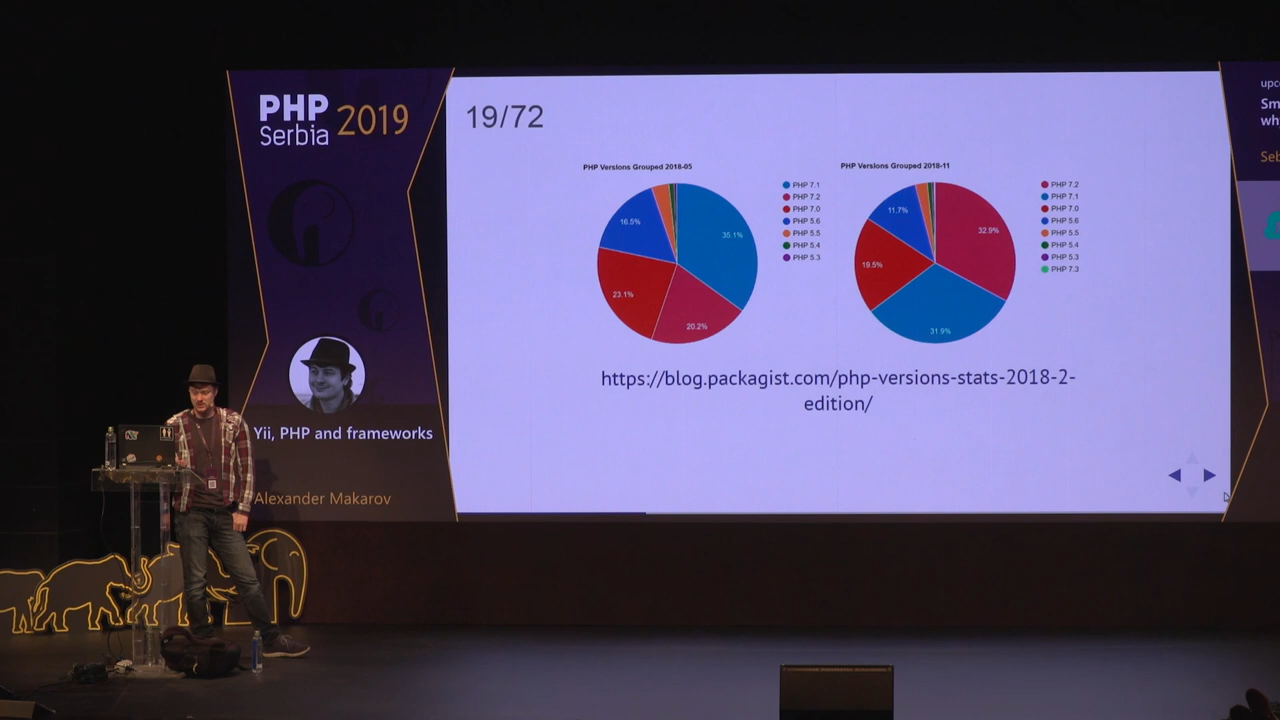 PHP
Serbia
2019
Yii, PHP and frameworks
Alexander Makarov
19/72
PHP Versions Grouped 2018-05
35.1%
20.2%
23.1%
16.5%
PHP 7.1
PHP 7.2
PHP 7.0
PHP 5.6
PHP 5.5
PHP 5.4
PHP 5.3
PHP Versions Grouped 2018-11
32.9%
31.9%
19.5%
11.7%
PHP 7.2
PHP 7.1
PHP 7.0
PHP 5.6
PHP 5.5
PHP 5.4
PHP 5.3
PHP 7.3
https://blog.packagist.com/php-versions-stats-2018-2-
edition/